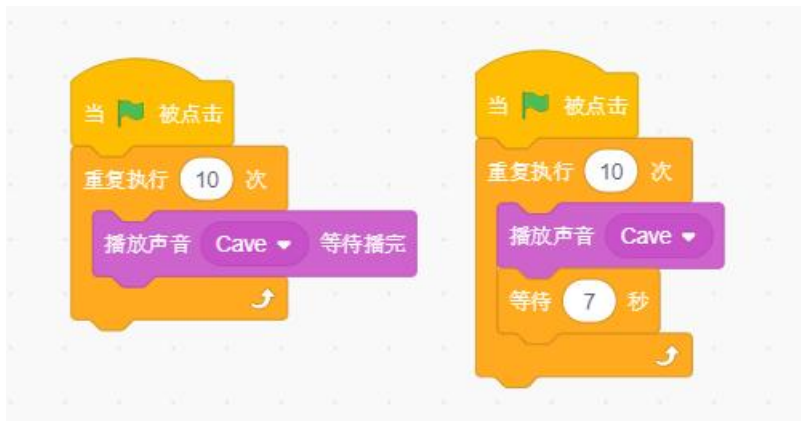 当 被点击
重复执行 10 次
播放声音 Cave 等待播完
当 被点击
重复执行 10 次
播放声音 Cave
等待 7 秒